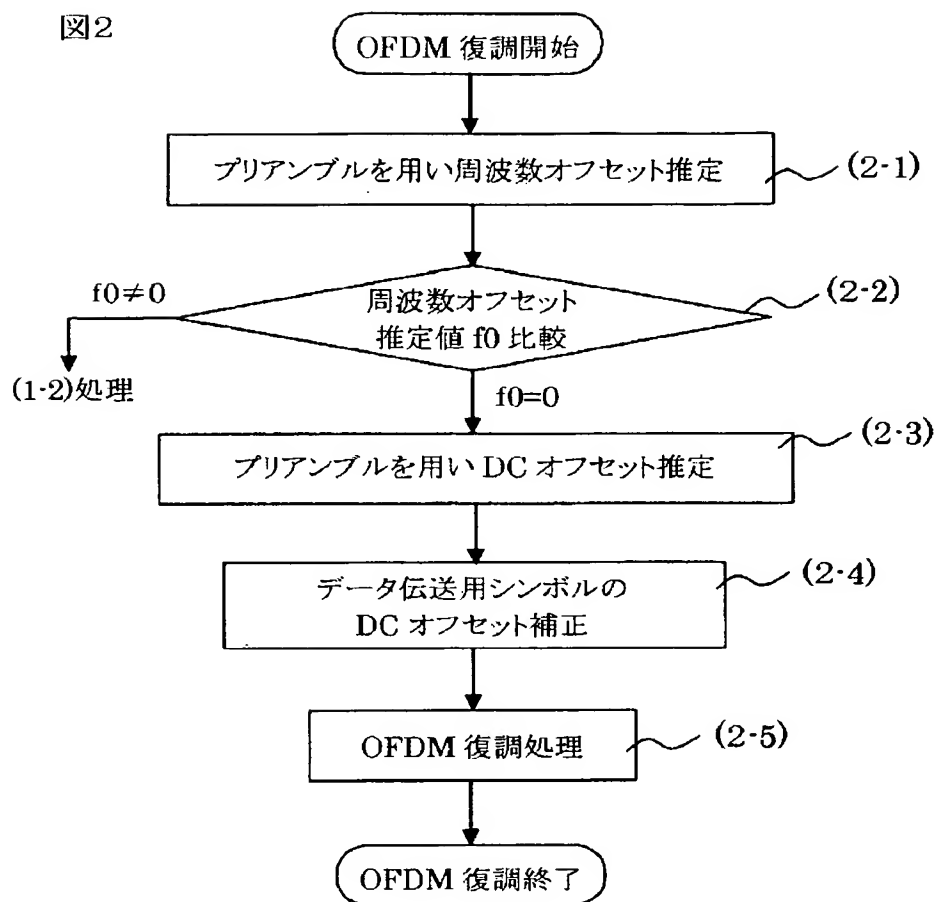 図2
OFDM 復調開始
プリアンブルを用い周波数オフセット推定
(2-1)
f0≠0
周波数オフセット
推定値 f0 比較
(2-2)
(1-2)処理
f0=0
(2-3)
プリアンブルを用い DC オフセット推定
(2-4)
データ伝送用シンボルの
DC オフセット補正
OFDM 復調処理
(2-5)
OFDM 復調終了